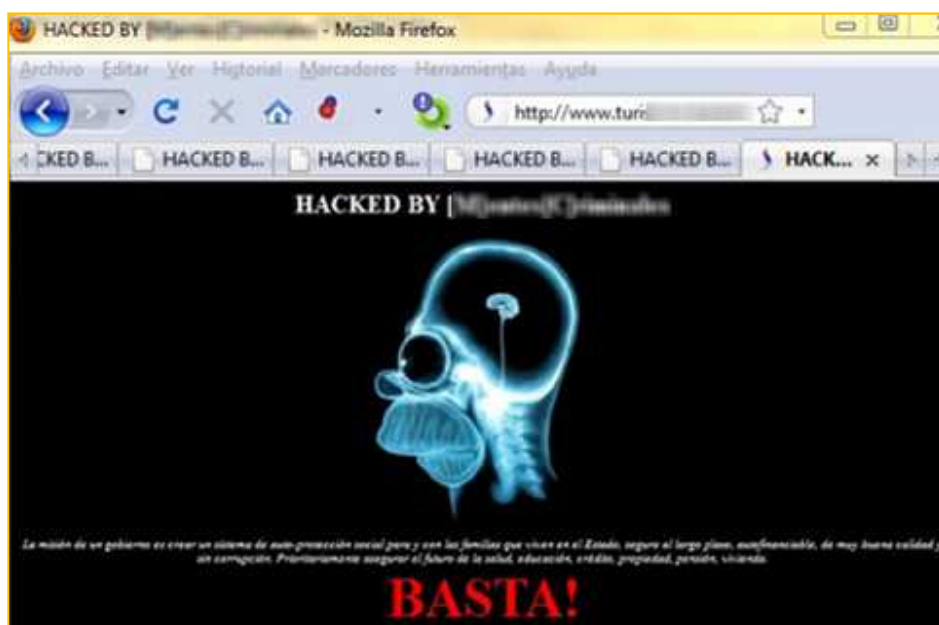 HACKED BY - Mozilla Firefox
Archivo Editar Ver Historial Marcadores Herramientas Ayuda
http://www.turi
CKED B... HACKED B... HACKED B... HACKED B... HACKED B... HACK...
HACKED BY [
La misión de un gobierno es crear un sistema de auto-protección social para y con las familias que viven en el Estado, seguro al largo plazo, autofinanciable, de muy buena calidad y
sin corrupción. Prioritariamente asegurar el futuro de la salud, educación, crédito, propiedad, pensión, vivienda.
BASTA!